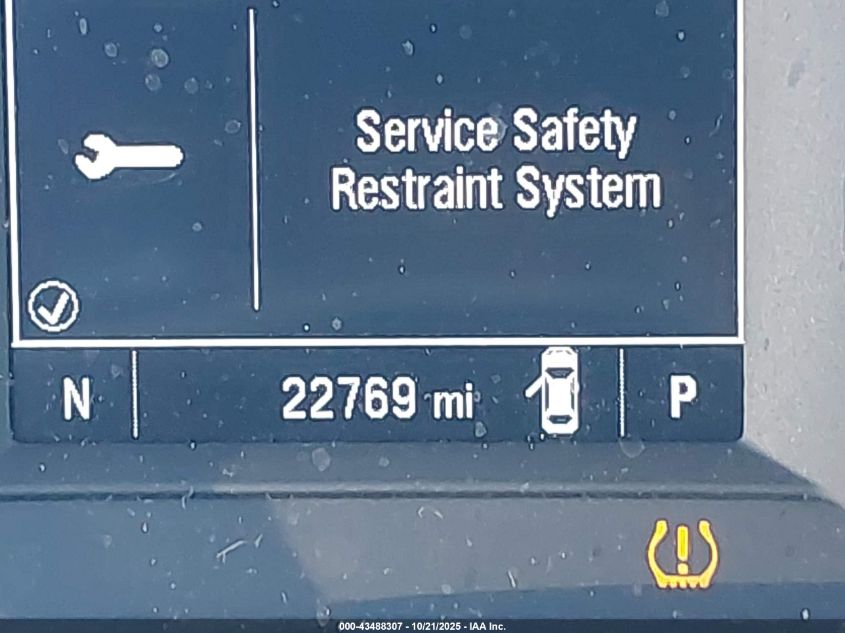 Service Safety
Restraint System
N 22769 mi P
000-43488307 - 10/21/2025 - IAA Inc.